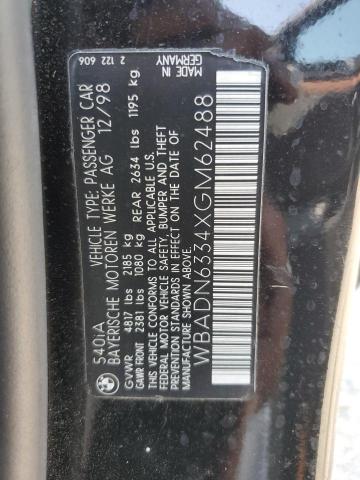 540iA VEHICLE TYPE: PASSENGER CAR
BAYERISCHE MOTOREN WERKE AG 12/98
GVWR 4817 lbs 2185 kg
GAWR FRONT 2381 lbs 1080 kg REAR 2634 lbs 1195 kg
THIS VEHICLE CONFORMS TO ALL APPLICABLE U.S.
FEDERAL MOTOR VEHICLE SAFETY, BUMPER AND THEFT
PREVENTION STANDARDS IN EFFECT ON THE DATE OF
MANUFACTURE SHOWN ABOVE.
WBADN6334XGM62488
2 122 606
MADE IN
GERMANY